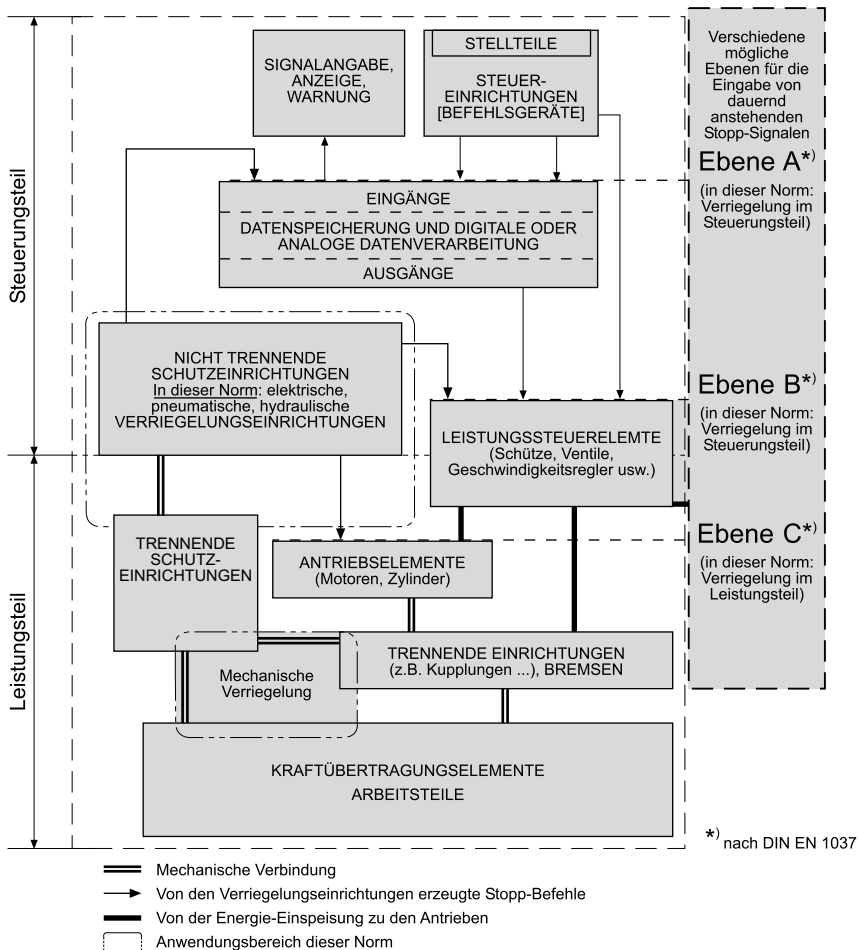 Steuerungsteil
Leistungsteil
SIGNALANGABE,
ANZEIGE,
WARNUNG
STELLTEILE
STEUER-
EINRICHTUNGEN
[BEFEHLSGERÄTE]
EINGÄNGE
DATENSPEICHERUNG UND DIGITALE ODER
ANALOGE DATENVERARBEITUNG
AUSGÄNGE
NICHT TRENNENDE
SCHUTZEINRICHTUNGEN
In dieser Norm: elektrische,
pneumatische, hydraulische
VERRIEGELUNGSEINRICHTUNGEN
LEISTUNGSSTEUERELEMTE
(Schütze, Ventile,
Geschwindigkeitsregler usw.)
TRENNENDE
SCHUTZ-
EINRICHTUNGEN
ANTRIEBSELEMENTE
(Motoren, Zylinder)
TRENNENDE EINRICHTUNGEN
(z.B. Kupplungen ...), BREMSEN
Mechanische
Verriegelung
KRAFTÜBERTRAGUNGSELEMENTE
ARBEITSTEILE
Verschiedene
mögliche
Ebenen für die
Eingabe von
dauernd
anstehenden
Stopp-Signalen
Ebene A*)
(in dieser Norm:
Verriegelung im
Steuerungsteil)
Ebene B*)
(in dieser Norm:
Verriegelung im
Steuerungsteil)
Ebene C*)
(in dieser Norm:
Verriegelung im
Leistungsteil)
*) nach DIN EN 1037
Mechanische Verbindung
Von den Verriegelungseinrichtungen erzeugte Stopp-Befehle
Von der Energie-Einspeisung zu den Antrieben
Anwendungsbereich dieser Norm